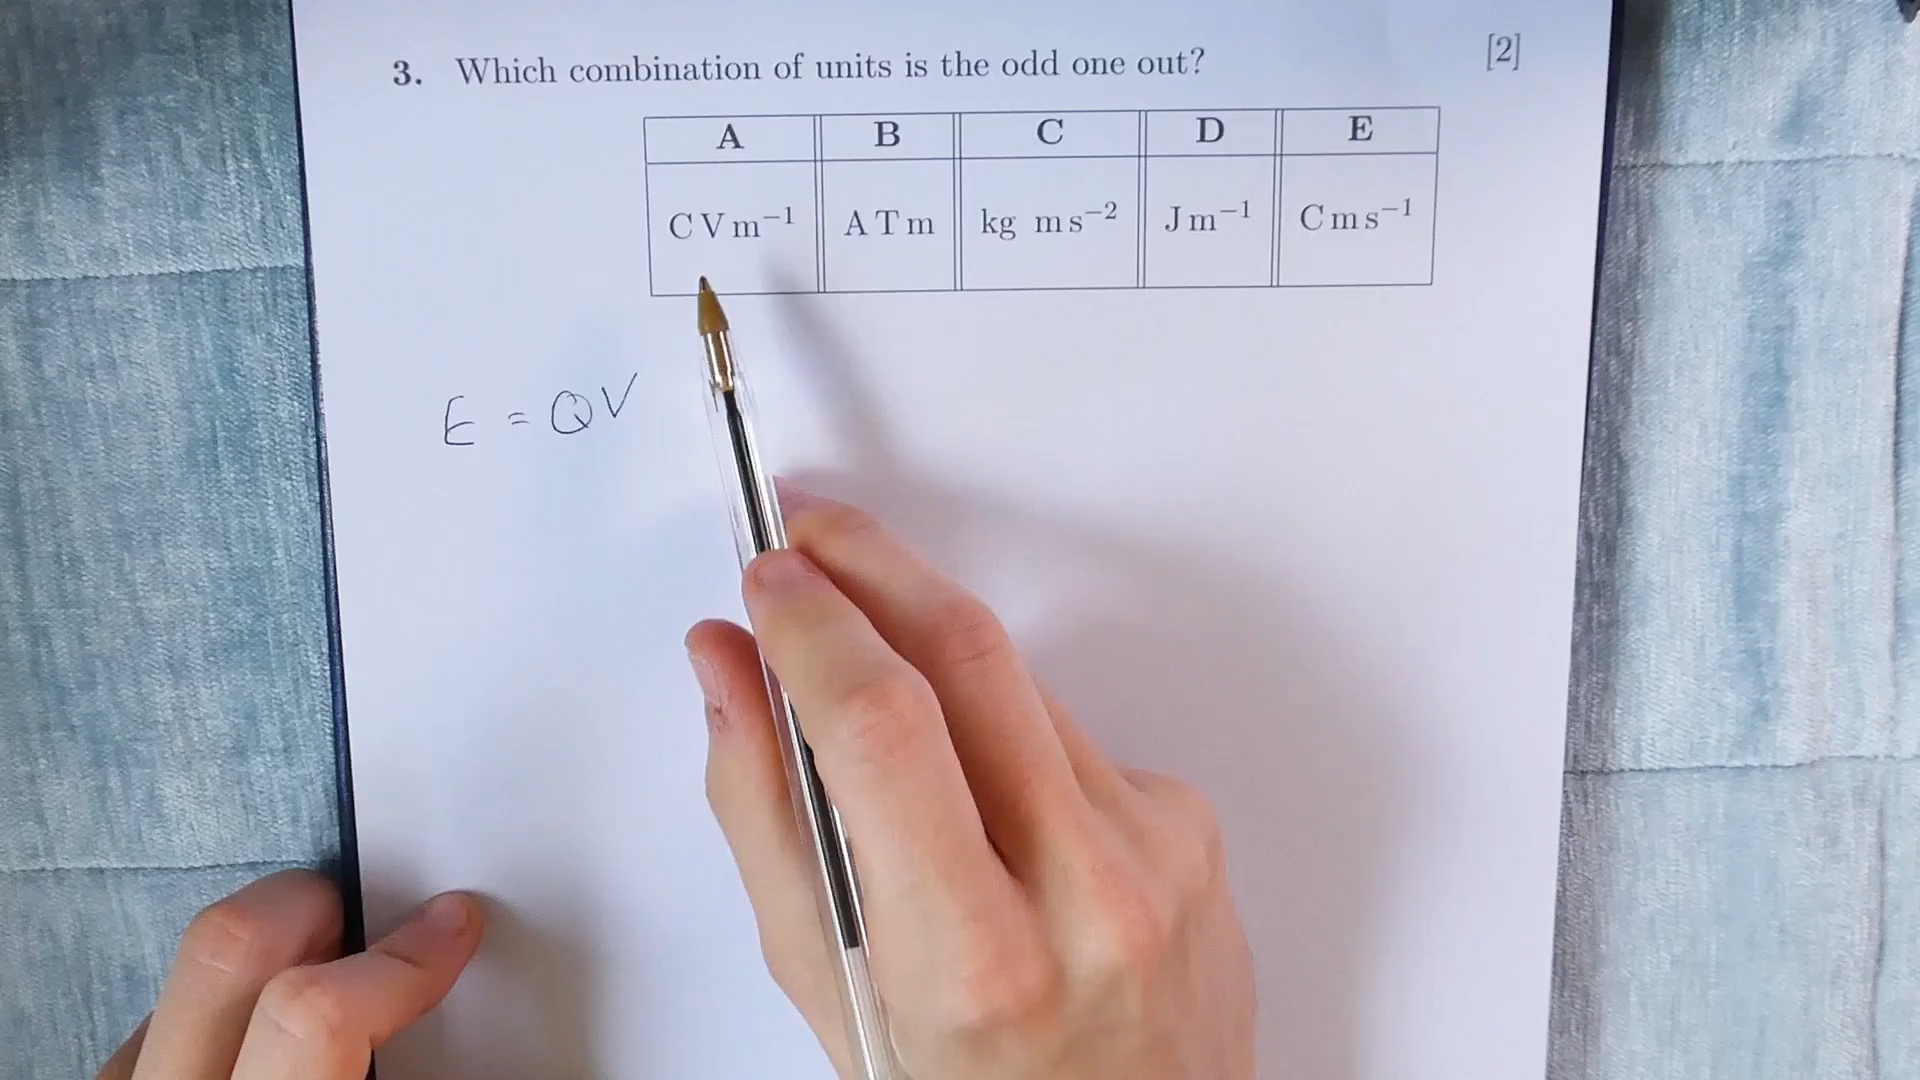 3. Which combination of units is the odd one out? [2]
A B C D E
C V m⁻¹ A T m kg m s⁻² J m⁻¹ C m s⁻¹
E = QV